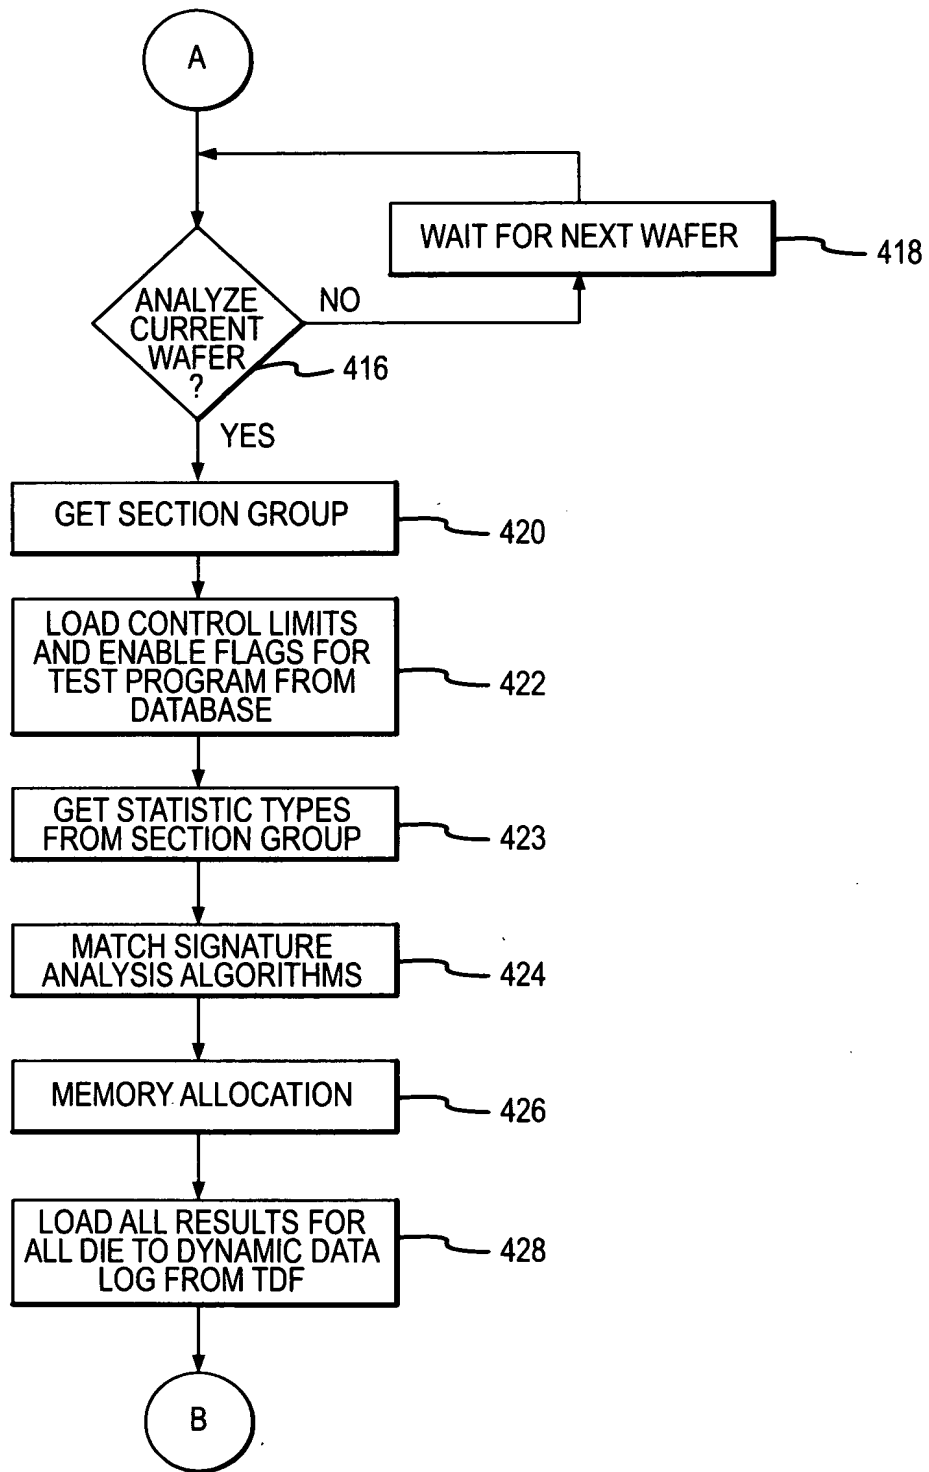 A
WAIT FOR NEXT WAFER
418
ANALYZE
CURRENT
WAFER
?
NO
416
YES
GET SECTION GROUP
420
LOAD CONTROL LIMITS
AND ENABLE FLAGS FOR
TEST PROGRAM FROM
DATABASE
422
GET STATISTIC TYPES
FROM SECTION GROUP
423
MATCH SIGNATURE
ANALYSIS ALGORITHMS
424
MEMORY ALLOCATION
426
LOAD ALL RESULTS FOR
ALL DIE TO DYNAMIC DATA
LOG FROM TDF
428
B